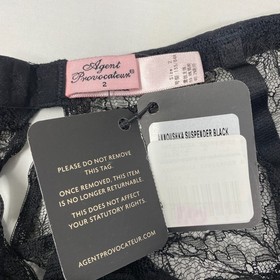 Agent
Provocateur®
2
LANOUSHKA SUSPENDER BLACK
PLEASE DO NOT REMOVE
THIS TAG.
ONCE REMOVED, THIS ITEM
IS NO LONGER RETURNABLE.
THIS DOES NOT AFFECT
YOUR STATUTORY RIGHTS.
AGENTPROVOCATEUR.COM